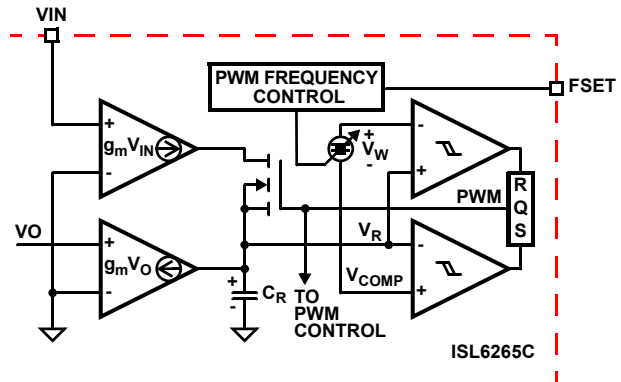 VIN
PWM FREQUENCY
CONTROL
FSET
+
gmVIN
-
+
VW
-
-
+
PWM
R
Q
S
VO
+
gmVO
-
VR
-
VCOMP
+
+
CR
-
TO
PWM
CONTROL
ISL6265C